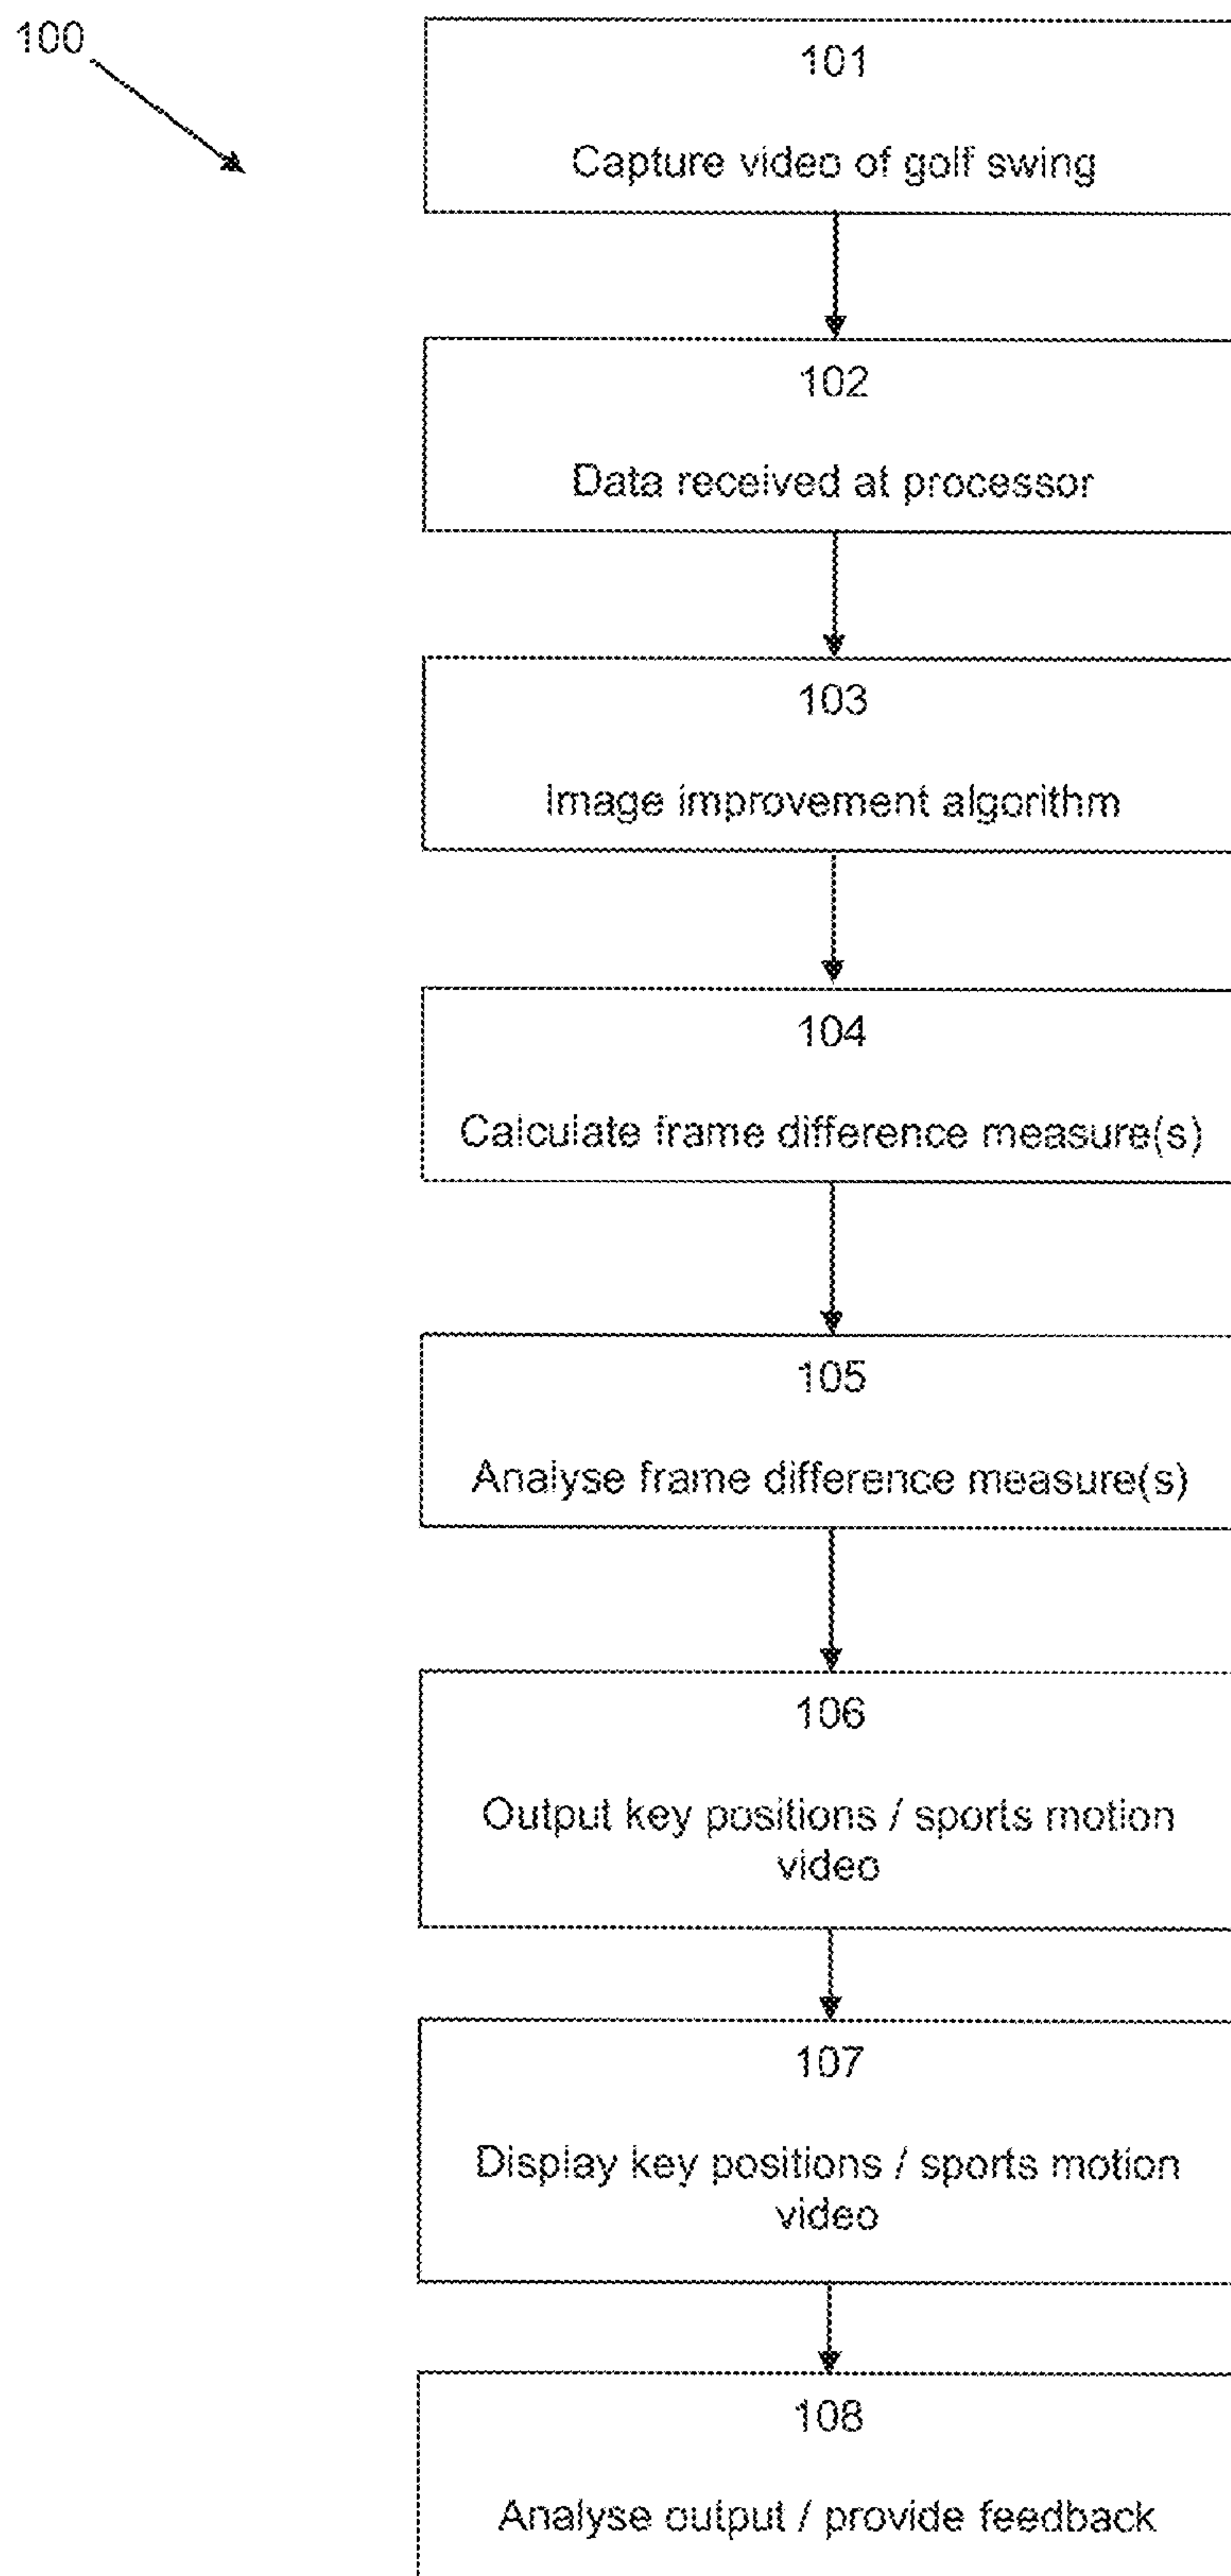 100
101
Capture video of golf swing
102
Data received at processor
103
Image improvement algorithm
104
Calculate frame difference measure(s)
105
Analyse frame difference measure(s)
106
Output key positions / sports motion
video
107
Display key positions / sports motion
video
108
Analyse output / provide feedback